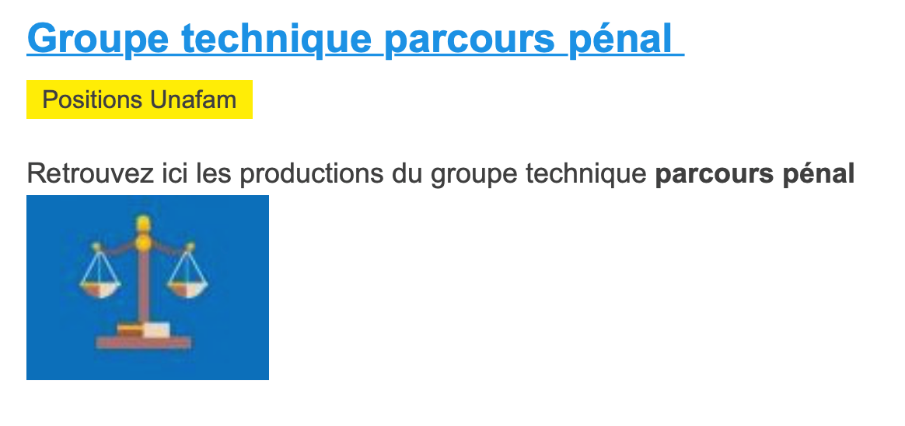 Groupe technique parcours pénal
Positions Unafam
Retrouvez ici les productions du groupe technique parcours pénal